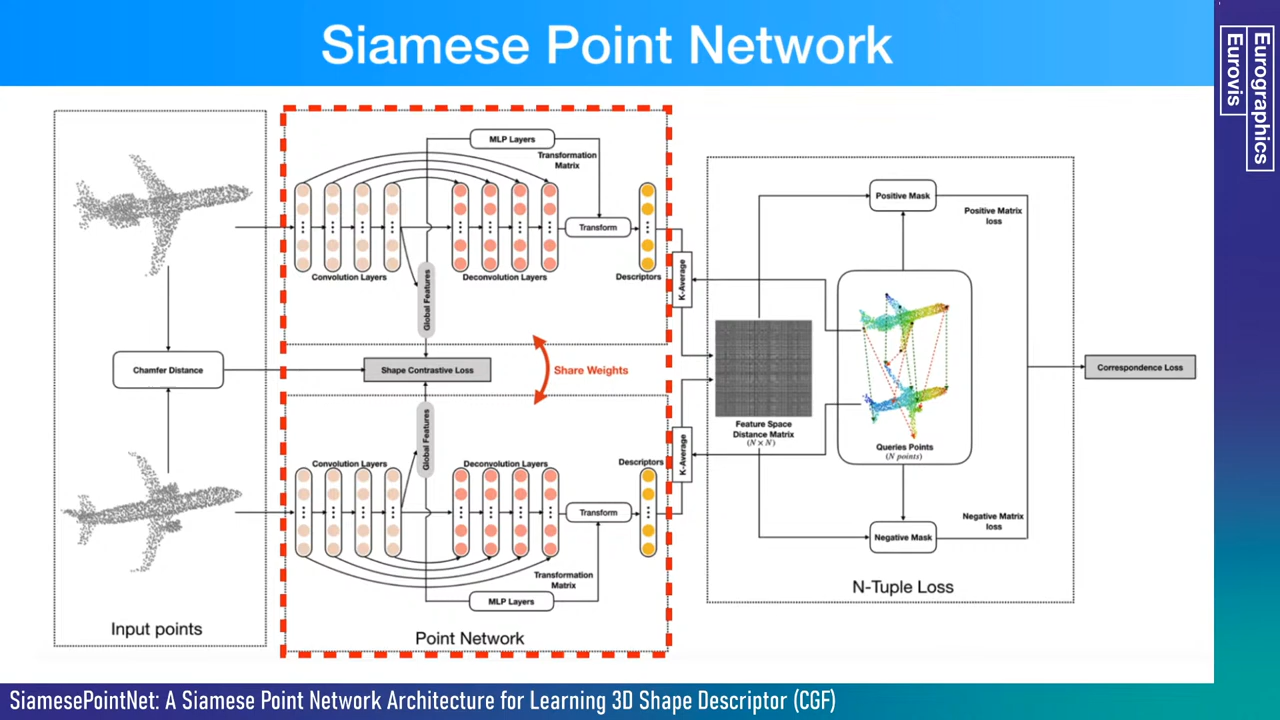 Siamese Point Network
Eurographics
Eurovis
MLP Layers
Transformation
Matrix
Transform
Convolution Layers
Deconvolution Layers
Descriptors
Global Features
K-Average
Chamfer Distance
Shape Contrastive Loss
Share Weights
Global Features
Convolution Layers
Deconvolution Layers
Descriptors
K-Average
Transform
Transformation
Matrix
MLP Layers
Input points
Point Network
Positive Mask
Positive Matrix
loss
Feature Space
Distance Matrix
(N × N)
Queries Points
(N points)
Correspondence Loss
Negative Matrix
loss
Negative Mask
N-Tuple Loss
SiamesePointNet: A Siamese Point Network Architecture for Learning 3D Shape Descriptor (CGF)